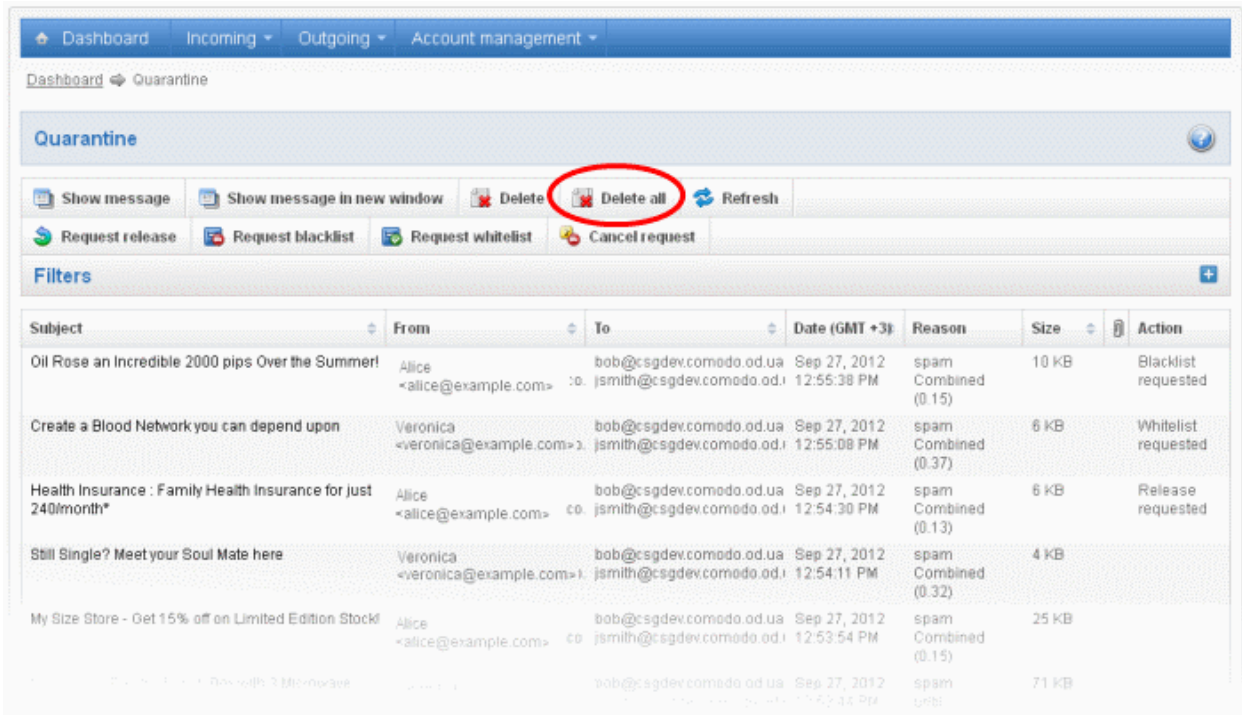 Dashboard Incoming Outgoing Account management
Dashboard Quarantine
Quarantine
Show message Show message in new window Delete Delete all Refresh
Request release Request blacklist Request whitelist Cancel request
Filters
Subject From To Date (GMT +3) Reason Size Action
Oil Rose an Incredible 2000 pips Over the Summer! Alice bob@csgdev.comodo.od.ua Sep 27, 2012 spam 10 KB Blacklist
<alice@example.com> jsmith@csgdev.comodo.od. 12:55:38 PM Combined requested
(0.15)
Create a Blood Network you can depend upon Veronica bob@csgdev.comodo.od.ua Sep 27, 2012 spam 6 KB Whitelist
<veronica@example.com> jsmith@csgdev.comodo.od. 12:55:08 PM Combined requested
(0.37)
Health Insurance : Family Health Insurance for just Alice bob@csgdev.comodo.od.ua Sep 27, 2012 spam 6 KB Release
240/month* <alice@example.com> co. jsmith@csgdev.comodo.od. 12:54:30 PM Combined requested
(0.13)
Still Single? Meet your Soul Mate here Veronica bob@csgdev.comodo.od.ua Sep 27, 2012 spam 4 KB
<veronica@example.com> jsmith@csgdev.comodo.od. 12:54:11 PM Combined
(0.32)
My Size Store - Get 15% off on Limited Edition Stock! Alice bob@csgdev.comodo.od.ua Sep 27, 2012 spam 25 KB
<alice@example.com> co jsmith@csgdev.comodo.od. 12:53:54 PM Combined
(0.15)
with 3 Microwave bob@csgdev.comodo.od.ua Sep 27, 2012 spam 71 KB